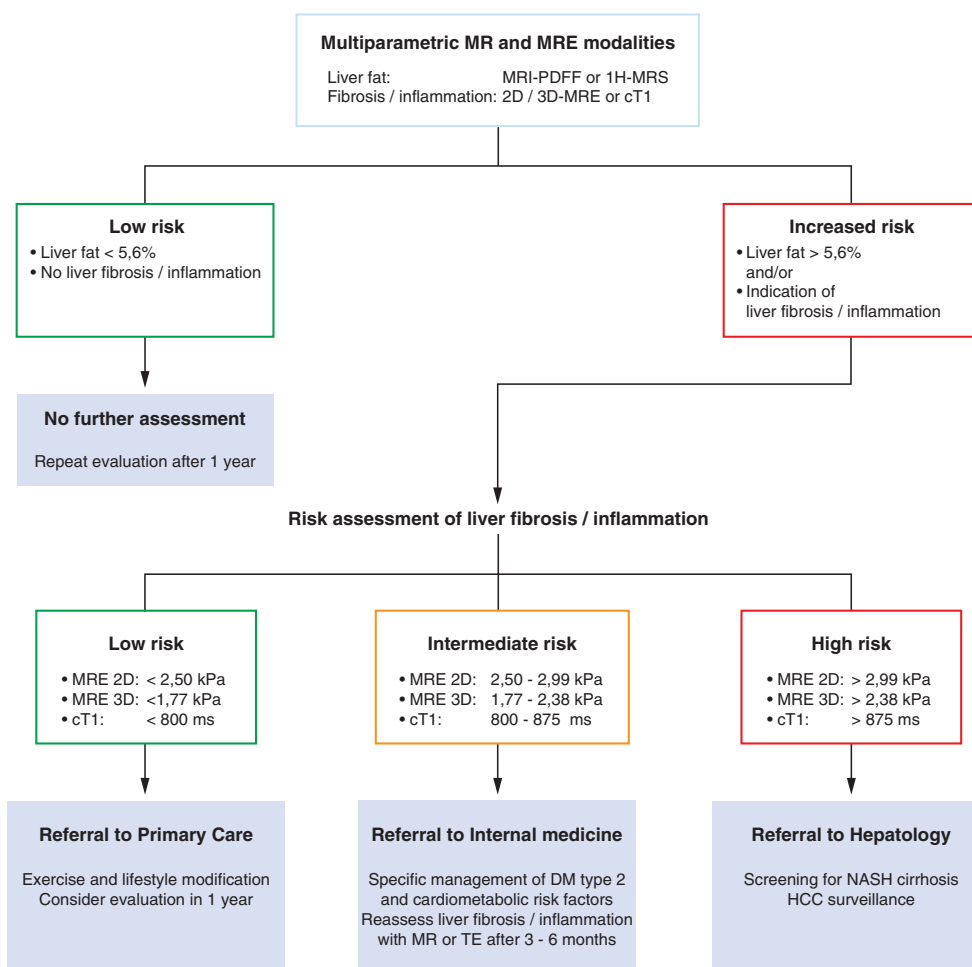 Multiparametric MR and MRE modalities
Liver fat: MRI-PDFF or 1H-MRS
Fibrosis / inflammation: 2D / 3D-MRE or cT1
Low risk
• Liver fat < 5,6%
• No liver fibrosis / inflammation
Increased risk
• Liver fat > 5,6%
and/or
• Indication of
liver fibrosis / inflammation
No further assessment
Repeat evaluation after 1 year
Risk assessment of liver fibrosis / inflammation
Low risk
• MRE 2D: < 2,50 kPa
• MRE 3D: <1,77 kPa
• cT1: < 800 ms
Intermediate risk
• MRE 2D: 2,50 - 2,99 kPa
• MRE 3D: 1,77 - 2,38 kPa
• cT1: 800 - 875 ms
High risk
• MRE 2D: > 2,99 kPa
• MRE 3D: > 2,38 kPa
• cT1: > 875 ms
Referral to Primary Care
Exercise and lifestyle modification
Consider evaluation in 1 year
Referral to Internal medicine
Specific management of DM type 2
and cardiometabolic risk factors
Reassess liver fibrosis / inflammation
with MR or TE after 3 - 6 months
Referral to Hepatology
Screening for NASH cirrhosis
HCC surveillance